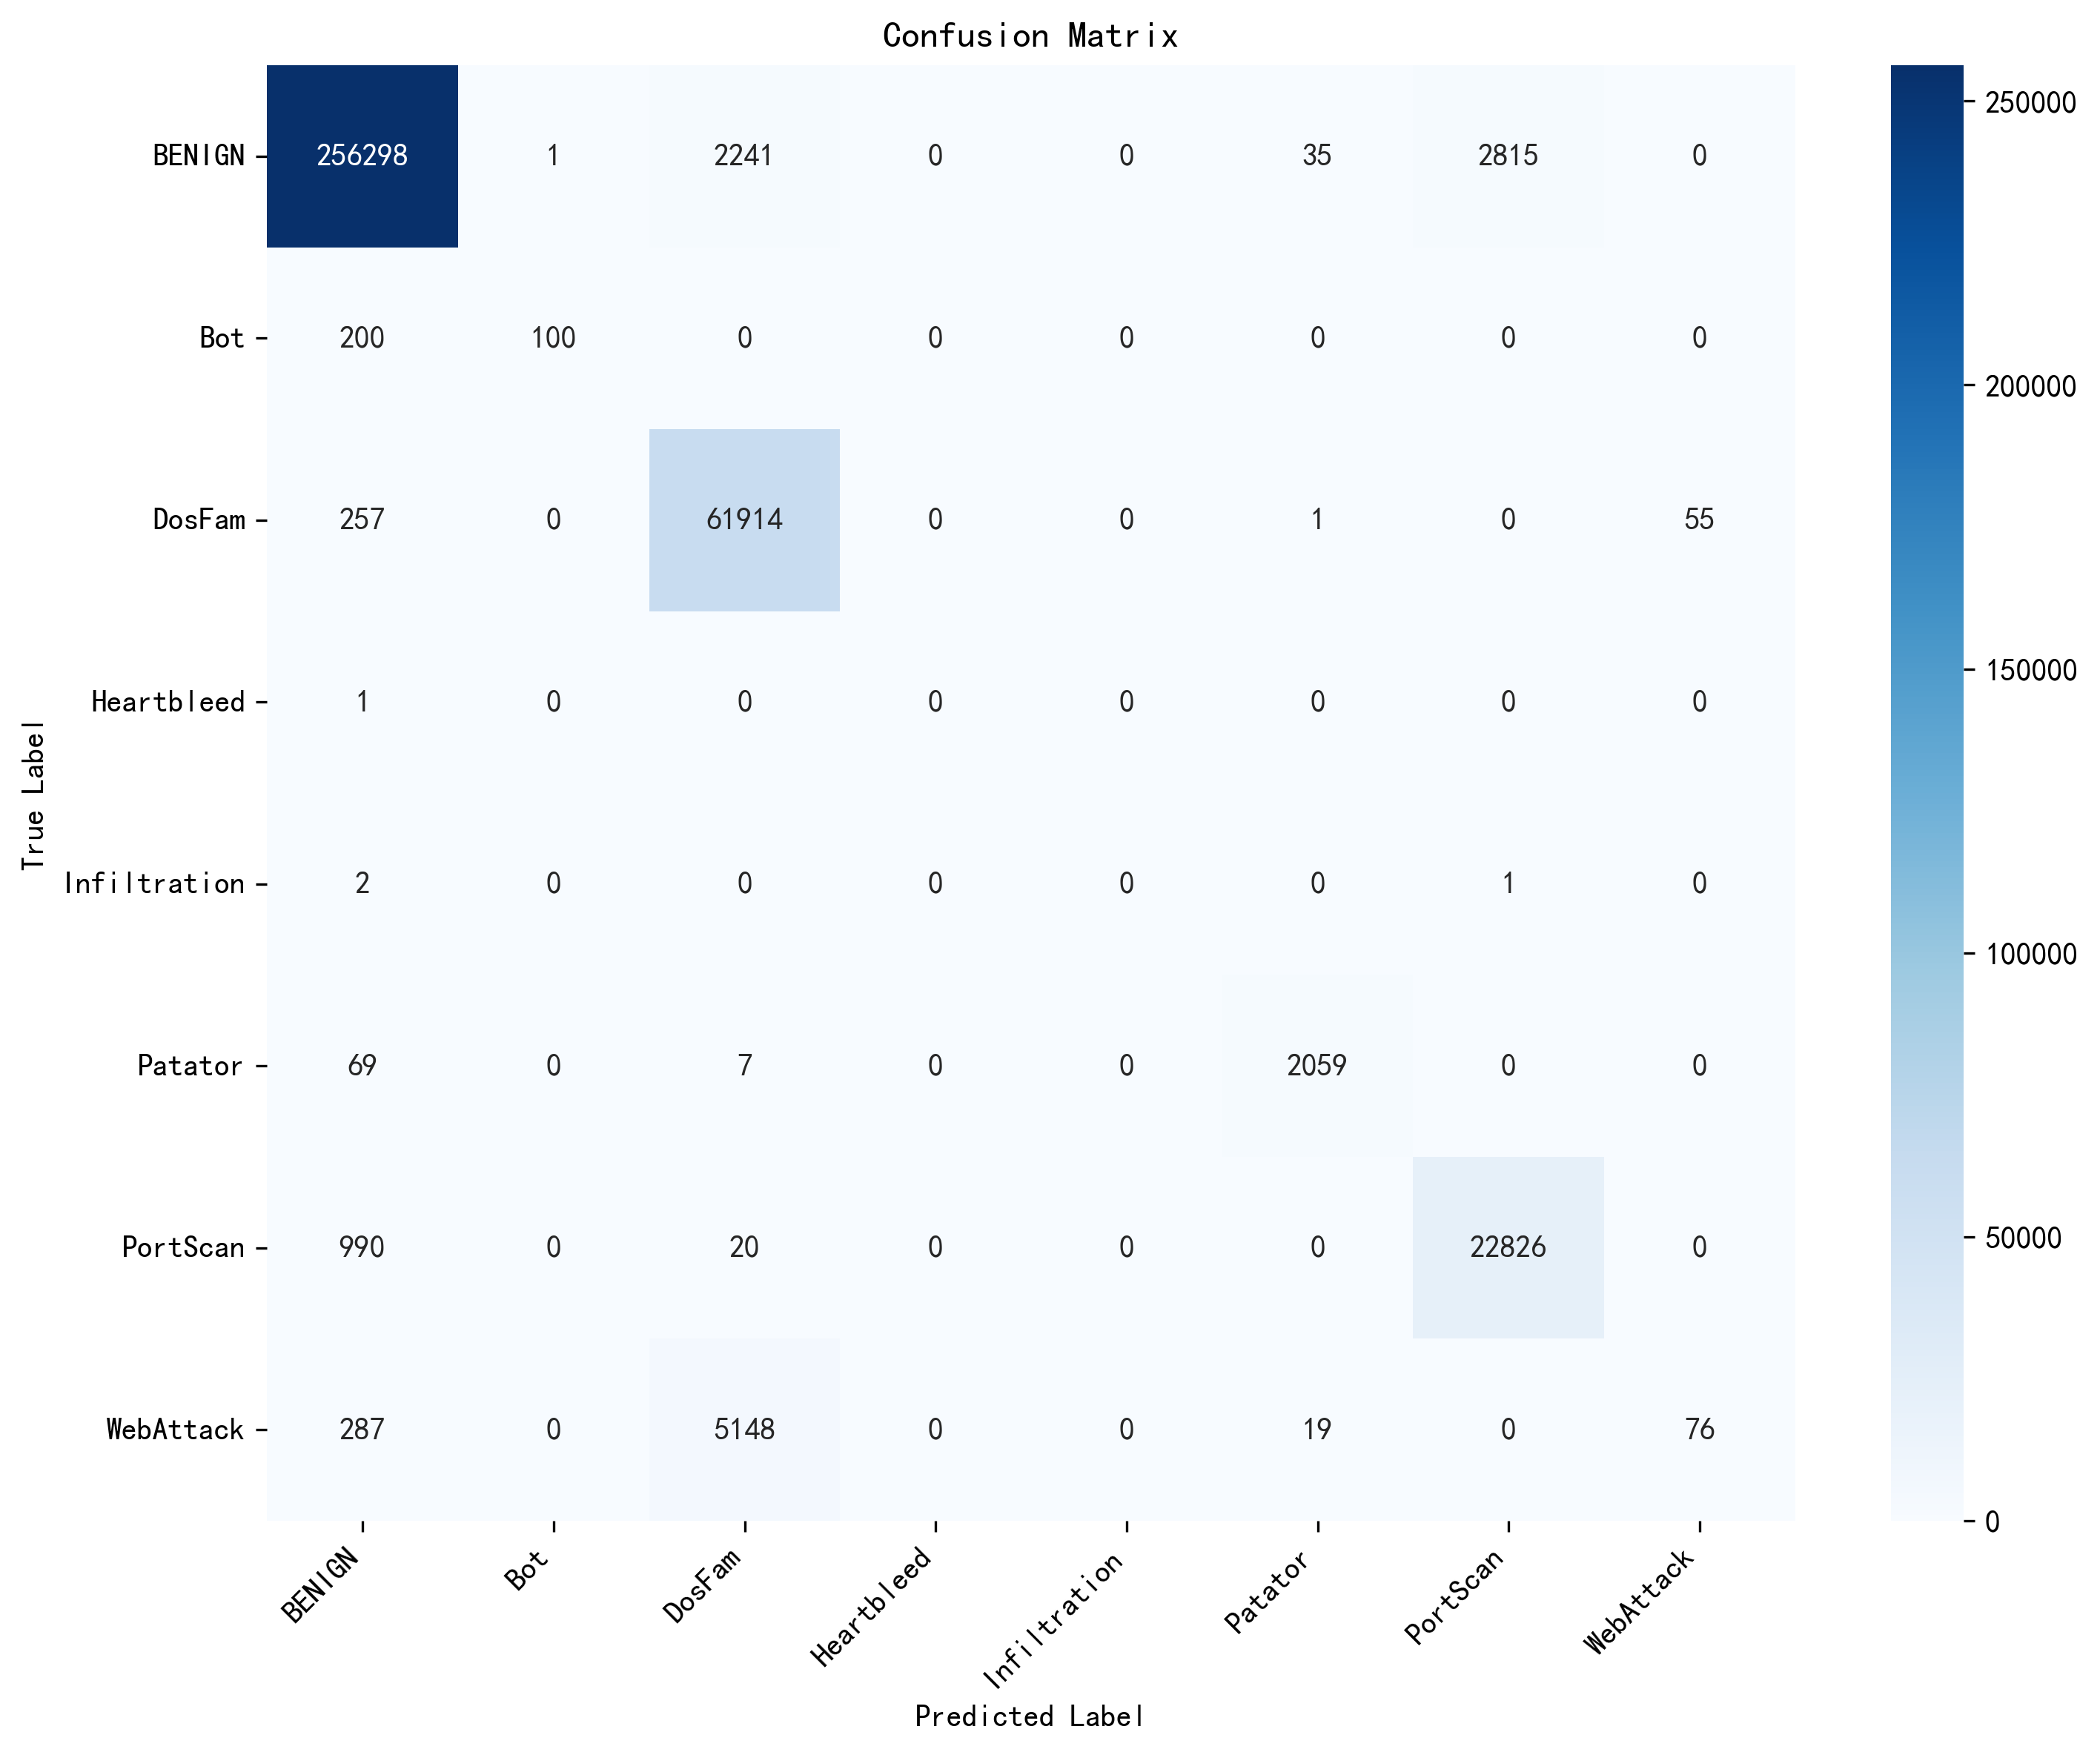 Confusion Matrix
BENIGN 256298 1 2241 0 0 35 2815 0
Bot 200 100 0 0 0 0 0 0
DosFam 257 0 61914 0 0 1 0 55
Heartbleed 1 0 0 0 0 0 0 0
Infiltration 2 0 0 0 0 0 1 0
Patator 69 0 7 0 0 2059 0 0
PortScan 990 0 20 0 0 0 22826 0
WebAttack 287 0 5148 0 0 19 0 76
True Label
BENIGN Bot DosFam Heartbleed Infiltration Patator PortScan WebAttack
Predicted Label
250000
200000
150000
100000
50000
0